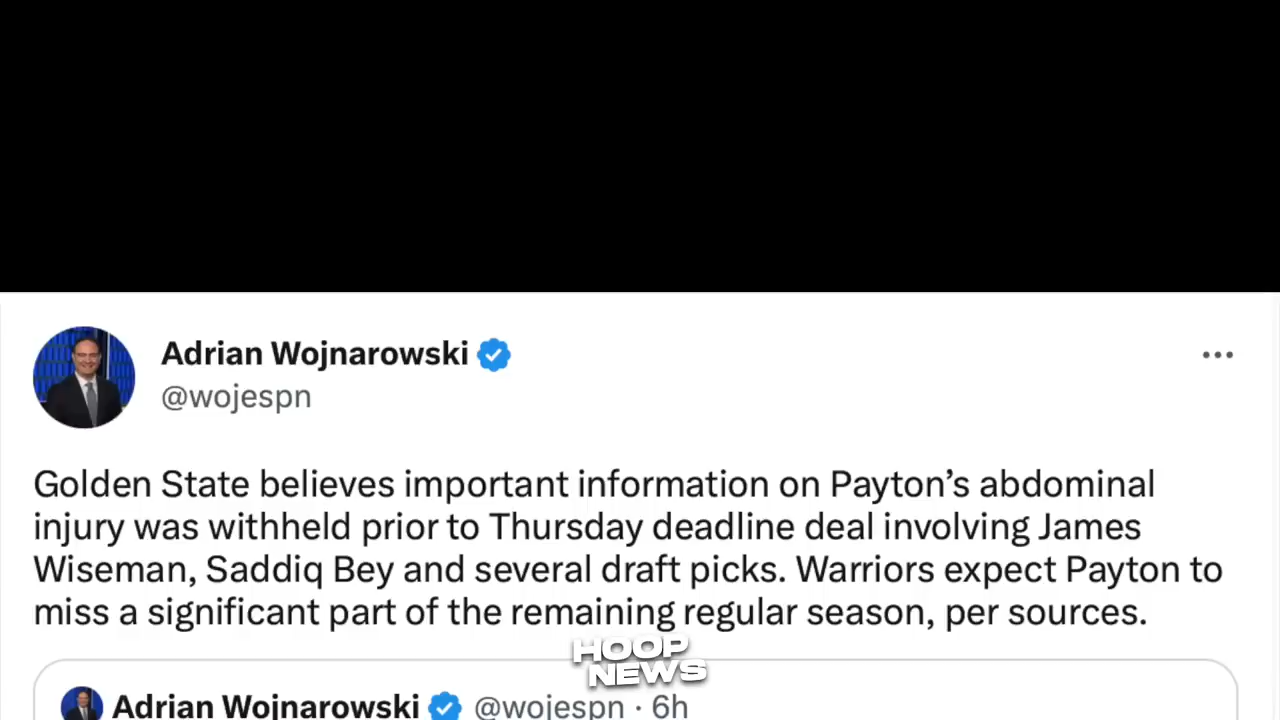 Adrian Wojnarowski
@wojespn
Golden State believes important information on Payton’s abdominal
injury was withheld prior to Thursday deadline deal involving James
Wiseman, Saddiq Bey and several draft picks. Warriors expect Payton to
miss a significant part of the remaining regular season, per sources.
HOOP
NEWS
Adrian Wojnarowski @wojespn · 6h